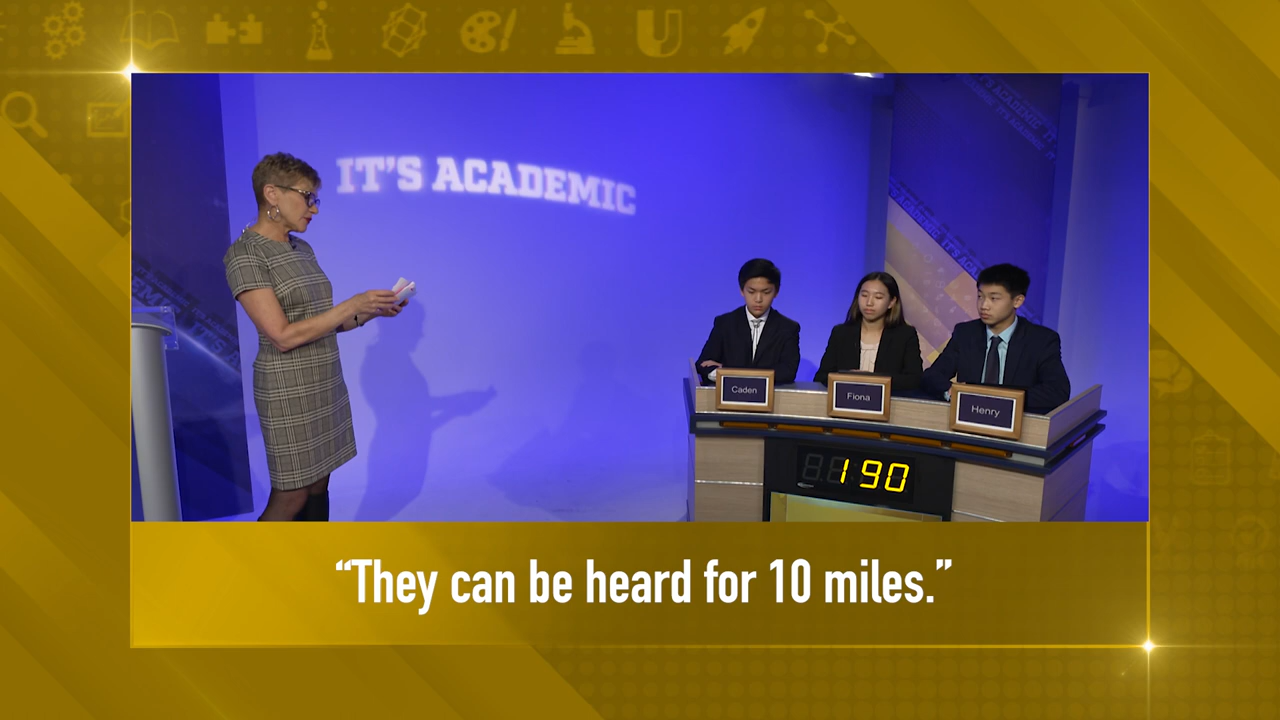 IT'S ACADEMIC
Caden
Fiona
Henry
190
“They can be heard for 10 miles.”